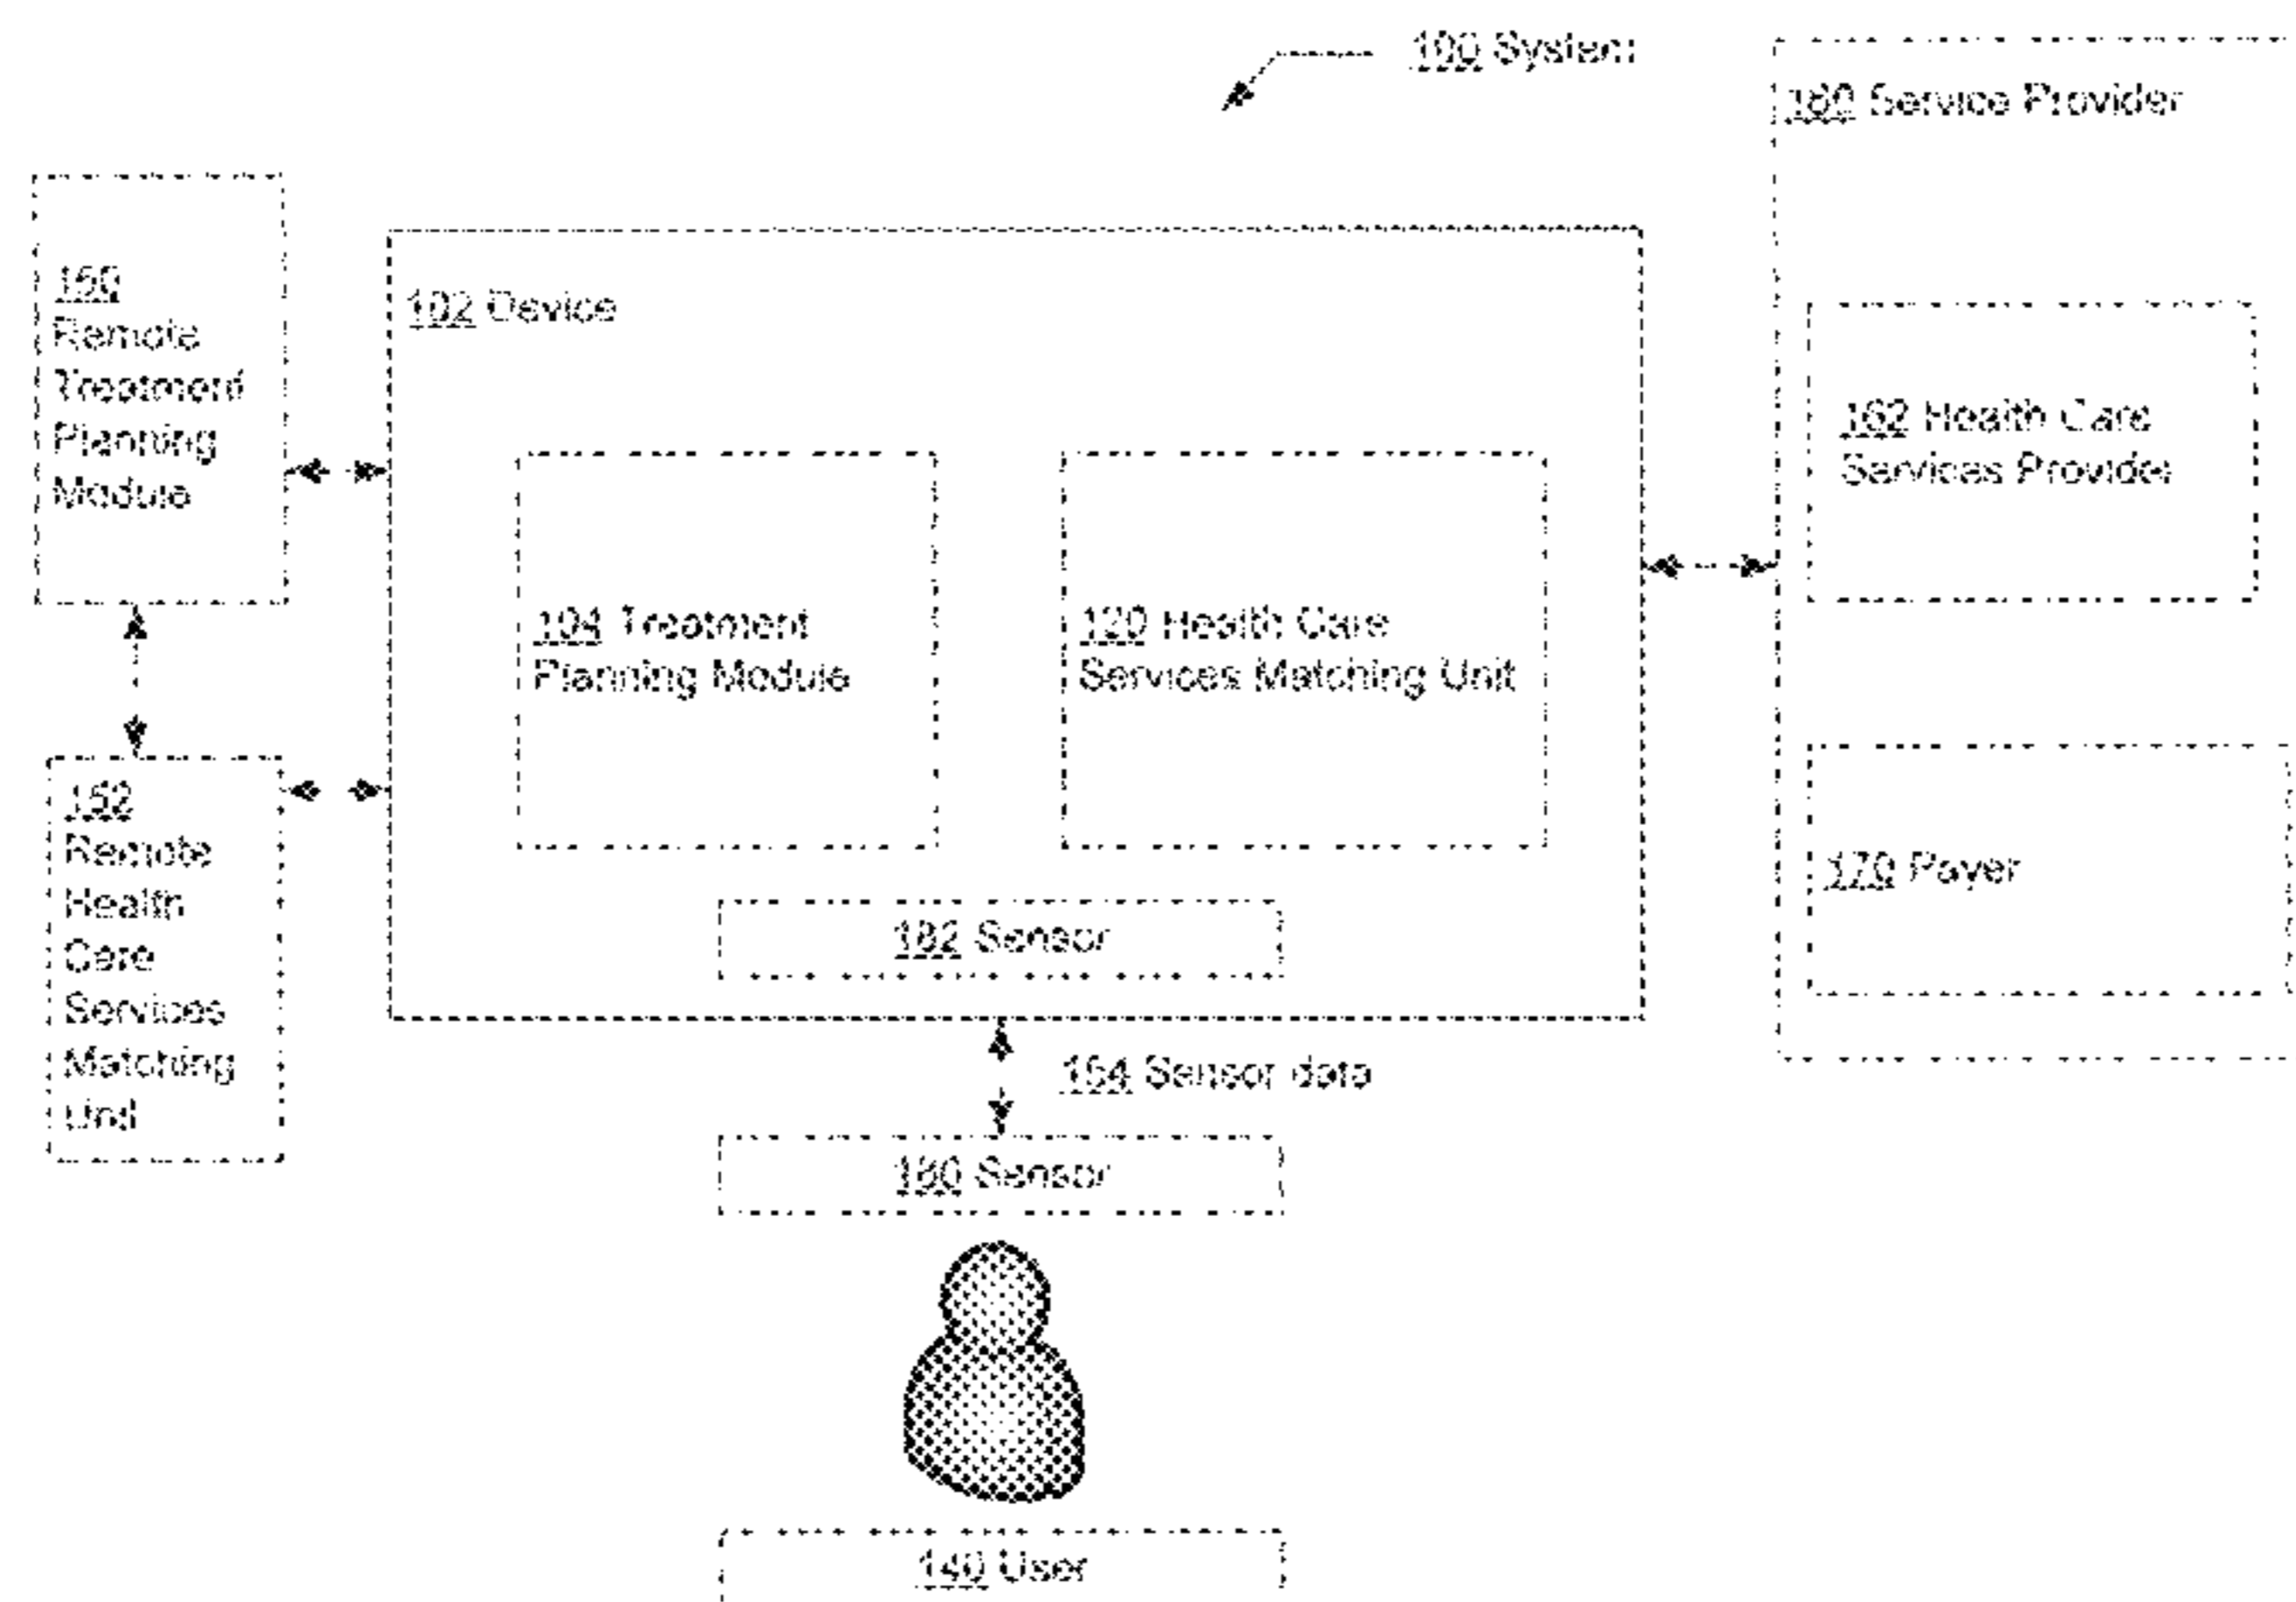 100 System
160 Service Provider
150
Remote
Treatment
Planning
Module
102 Device
162 Health Care
Services Provider
104 Treatment
Planning Module
120 Health Care
Services Matching Unit
152
Remote
Health
Care
Services
Matching
Unit
170 Payer
182 Sensor
154 Sensor data
180 Sensor
140 User